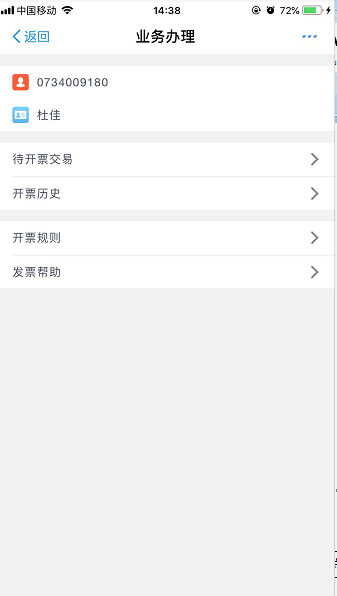 中国移动 14:38 72%
返回 业务办理
0734009180
杜佳
待开票交易
开票历史
开票规则
发票帮助